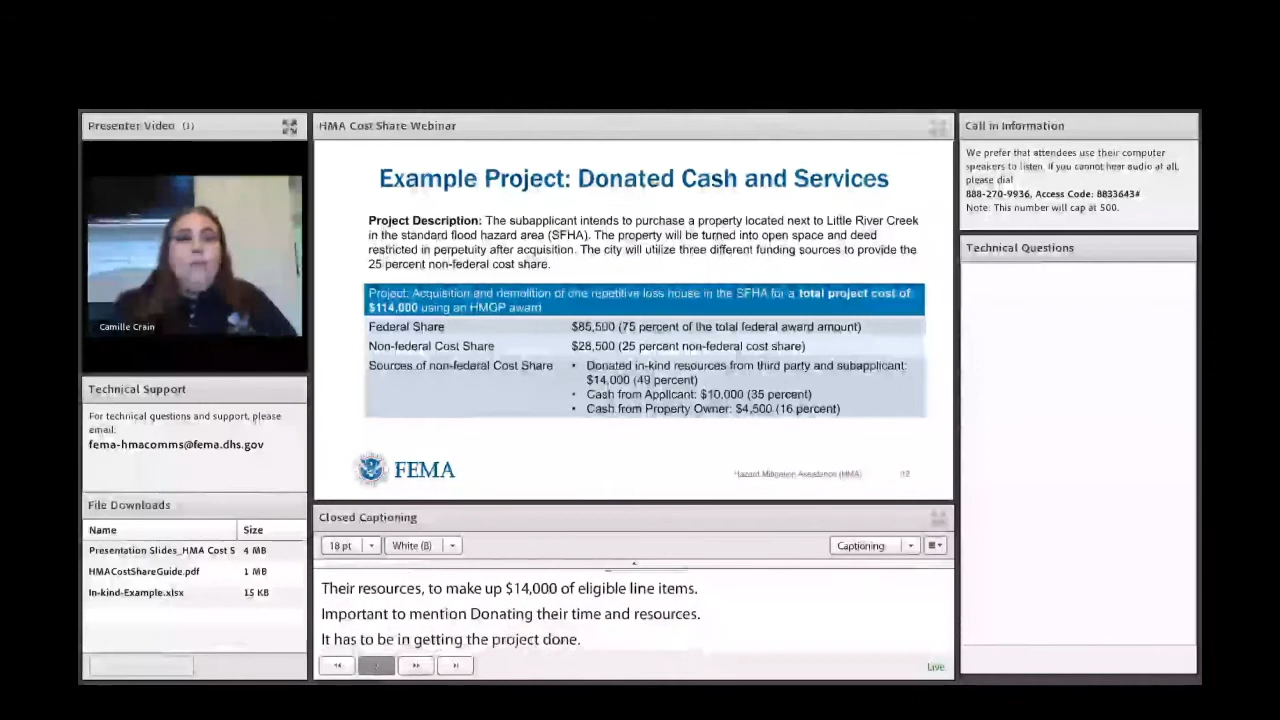 Presenter Video (1)
Camille Crain
Technical Support
For technical questions and support, please
email:
fema-hmacomms@fema.dhs.gov
File Downloads
Name Size
Presentation Slides_HMA Cost S 4 MB
HMACostShareGuide.pdf 1 MB
In-kind-Example.xlsx 15 KB
HMA Cost Share Webinar
Example Project: Donated Cash and Services
Project Description: The subapplicant intends to purchase a property located next to Little River Creek
in the standard flood hazard area (SFHA). The property will be turned into open space and deed
restricted in perpetuity after acquisition. The city will utilize three different funding sources to provide the
25 percent non-federal cost share.
Project: Acquisition and demolition of one repetitive loss house in the SFHA for a total project cost of
$114,000 using an HMGP award
Federal Share $85,500 (75 percent of the total federal award amount)
Non-federal Cost Share $28,500 (25 percent non-federal cost share)
Sources of non-federal Cost Share • Donated in-kind resources from third party and subapplicant:
$14,000 (49 percent)
• Cash from Applicant: $10,000 (35 percent)
• Cash from Property Owner: $4,500 (16 percent)
FEMA
Hazard Mitigation Assistance (HMA) 12
Closed Captioning
18 pt White (B) Captioning
Their resources, to make up $14,000 of eligible line items.
Important to mention Donating their time and resources.
It has to be in getting the project done.
Live
Call in Information
We prefer that attendees use their computer
speakers to listen. If you cannot hear audio at all,
please dial
888-270-9936, Access Code: 8833643#
Note: This number will cap at 500.
Technical Questions